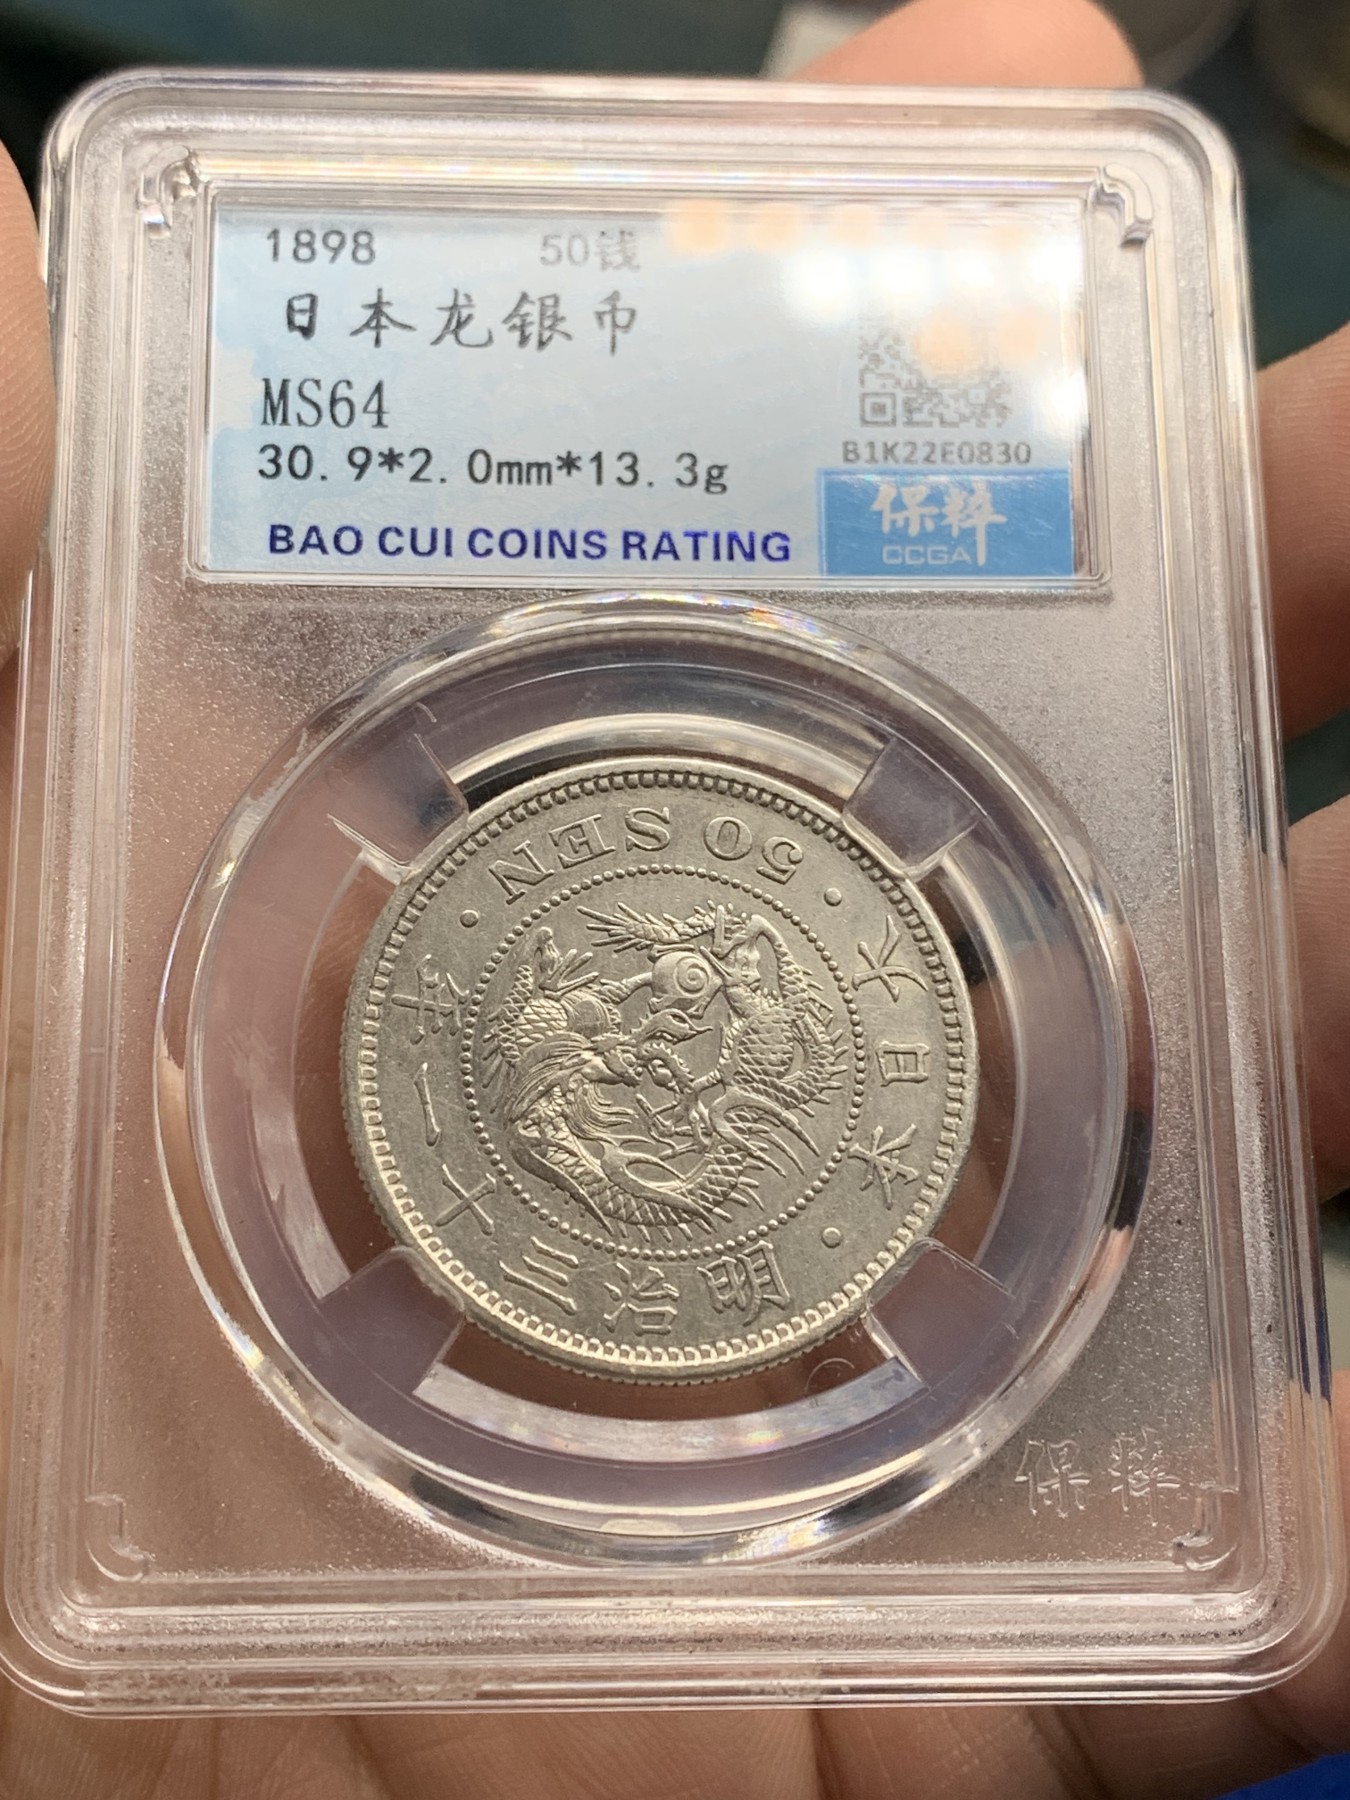 1898 50钱
日本龙银币
MS64
30.9*2.0mm*13.3g
B1K22E0830
BAO CUI COINS RATING
保粹
CCGA
50 SEN
大日本
明治三十一年
保粹